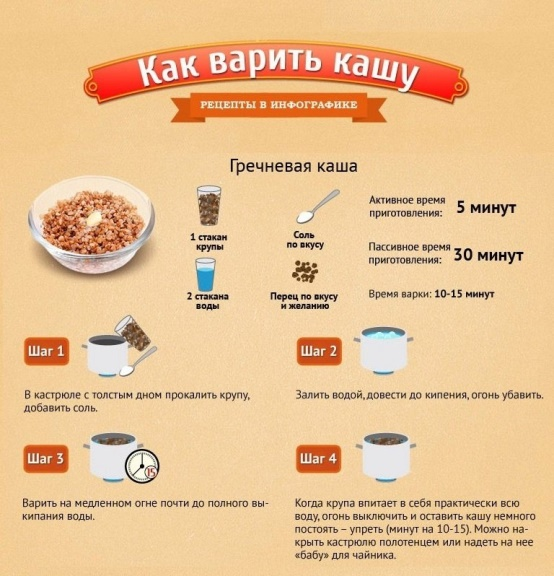 Как варить кашу
РЕЦЕПТЫ В ИНФОГРАФИКЕ
Гречневая каша
1 стакан
крупы
Соль
по вкусу
2 стакана
воды
Перец по вкусу
и желанию
Активное время
приготовления: 5 минут
Пассивное время
приготовления: 30 минут
Время варки: 10-15 минут
Шаг 1
В кастрюле с толстым дном прокалить крупу,
добавить соль.
Шаг 2
Залить водой, довести до кипения, огонь убавить.
Шаг 3
15
Варить на медленном огне почти до полного вы-
кипания воды.
Шаг 4
Когда крупа впитает в себя практически всю
воду, огонь выключить и оставить кашу немного
постоять – упреть (минут на 10-15). Можно на-
крыть кастрюлю полотенцем или надеть на нее
«бабу» для чайника.